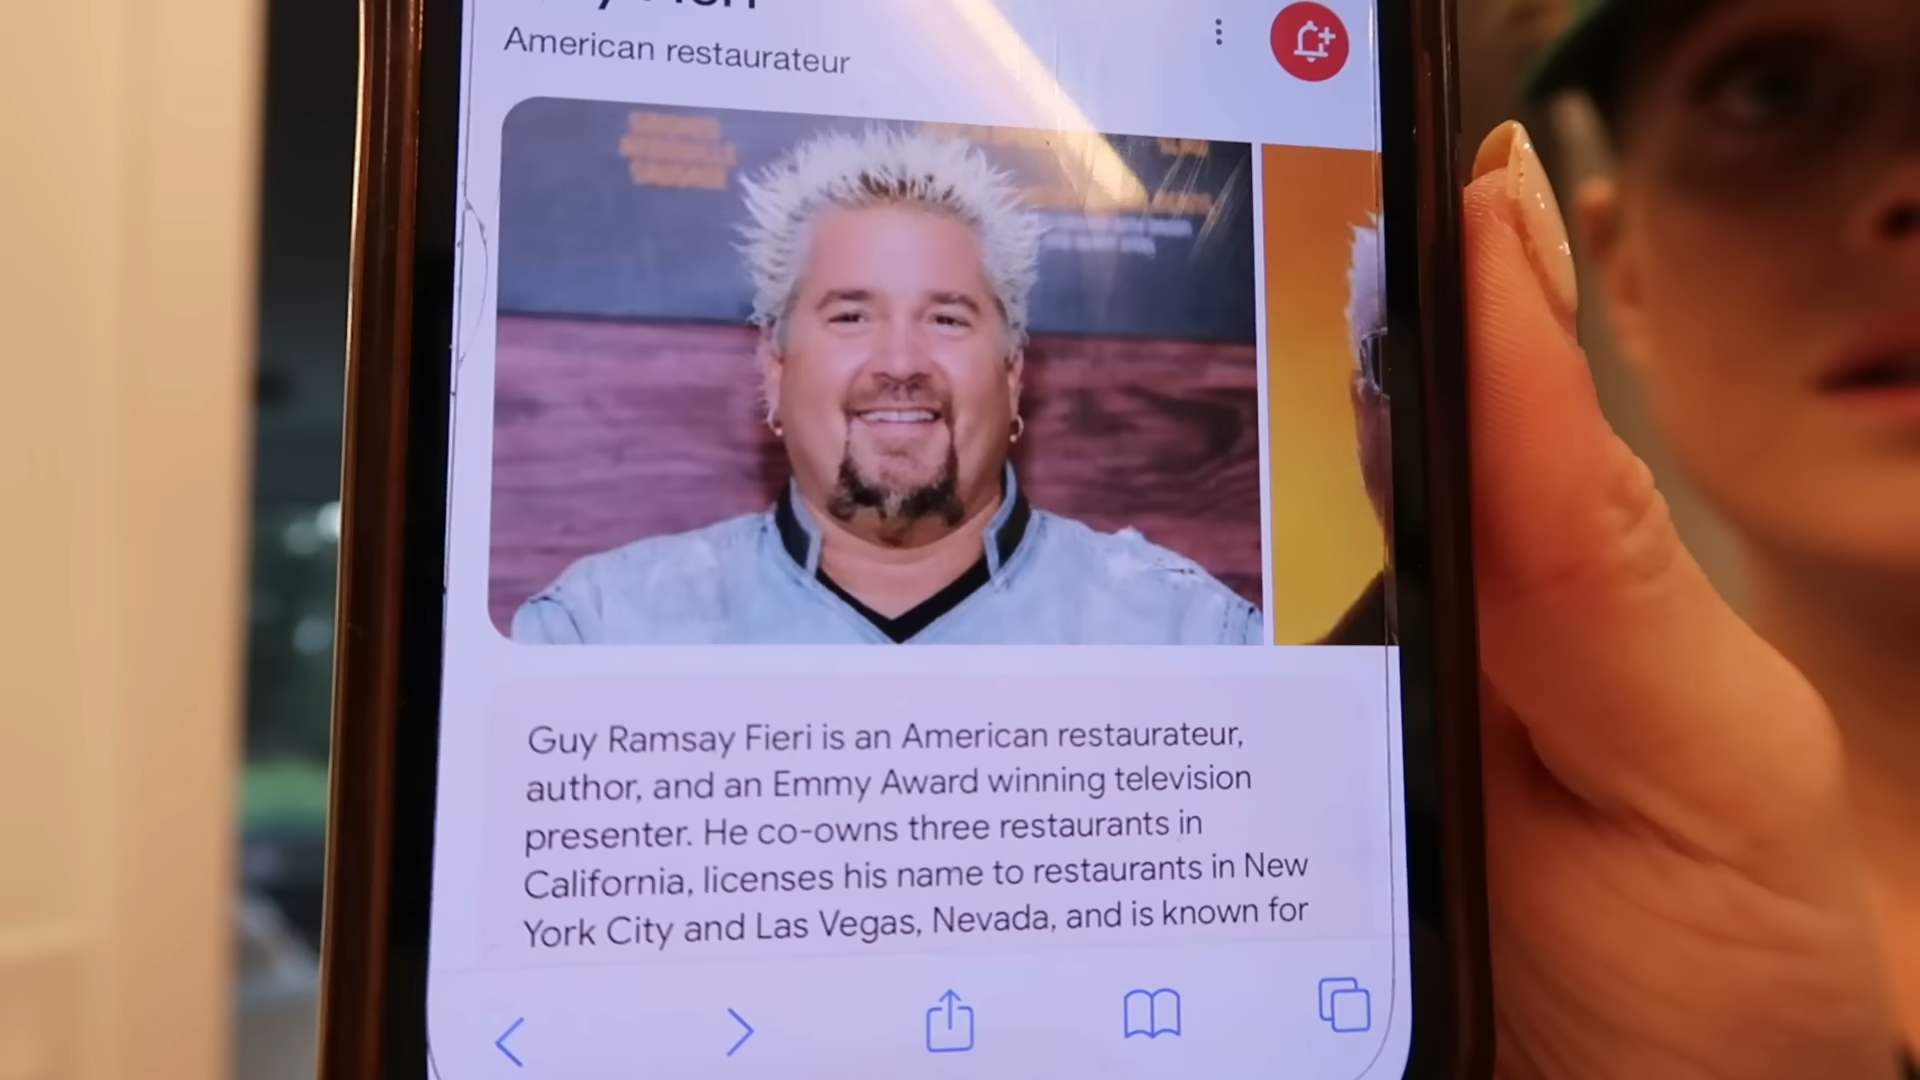 American restaurateur
Guy Ramsay Fieri is an American restaurateur,
author, and an Emmy Award winning television
presenter. He co-owns three restaurants in
California, licenses his name to restaurants in New
York City and Las Vegas, Nevada, and is known for